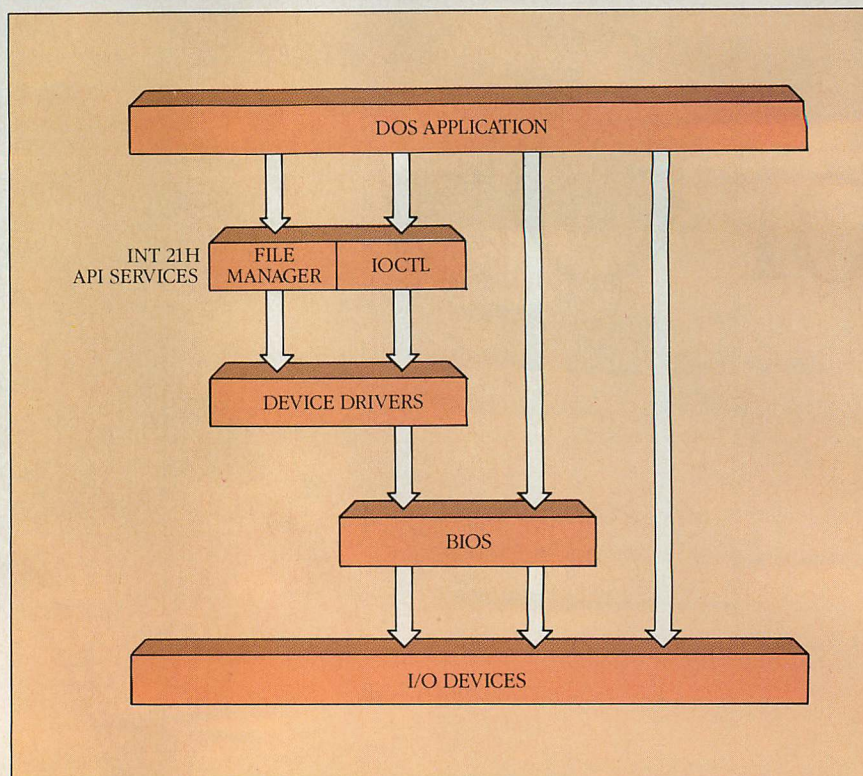 DOS APPLICATION
INT 21H
API SERVICES
FILE
MANAGER
IOCTL
DEVICE DRIVERS
BIOS
I/O DEVICES